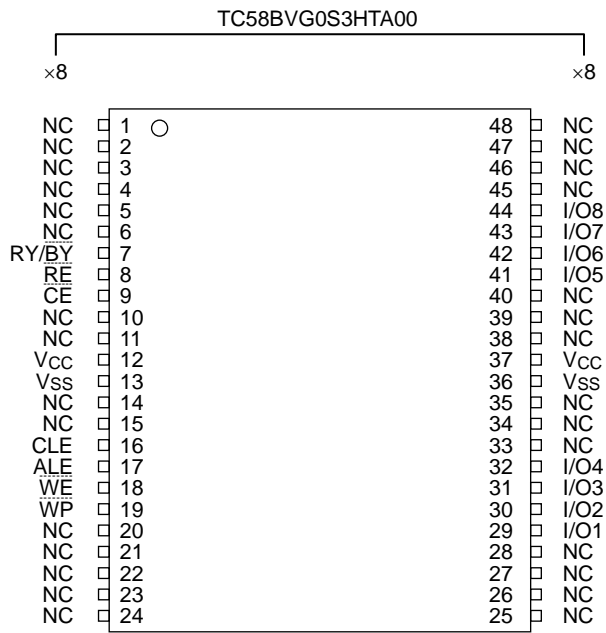 TC58BVG0S3HTA00
×8 ×8
NC 1 48 NC
NC 2 47 NC
NC 3 46 NC
NC 4 45 NC
NC 5 44 I/O8
NC 6 43 I/O7
RY/B̅Y̅ 7 42 I/O6
R̅E̅ 8 41 I/O5
C̅E̅ 9 40 NC
NC 10 39 NC
NC 11 38 NC
VCC 12 37 VCC
VSS 13 36 VSS
NC 14 35 NC
NC 15 34 NC
CLE 16 33 NC
ALE 17 32 I/O4
W̅E̅ 18 31 I/O3
W̅P̅ 19 30 I/O2
NC 20 29 I/O1
NC 21 28 NC
NC 22 27 NC
NC 23 26 NC
NC 24 25 NC